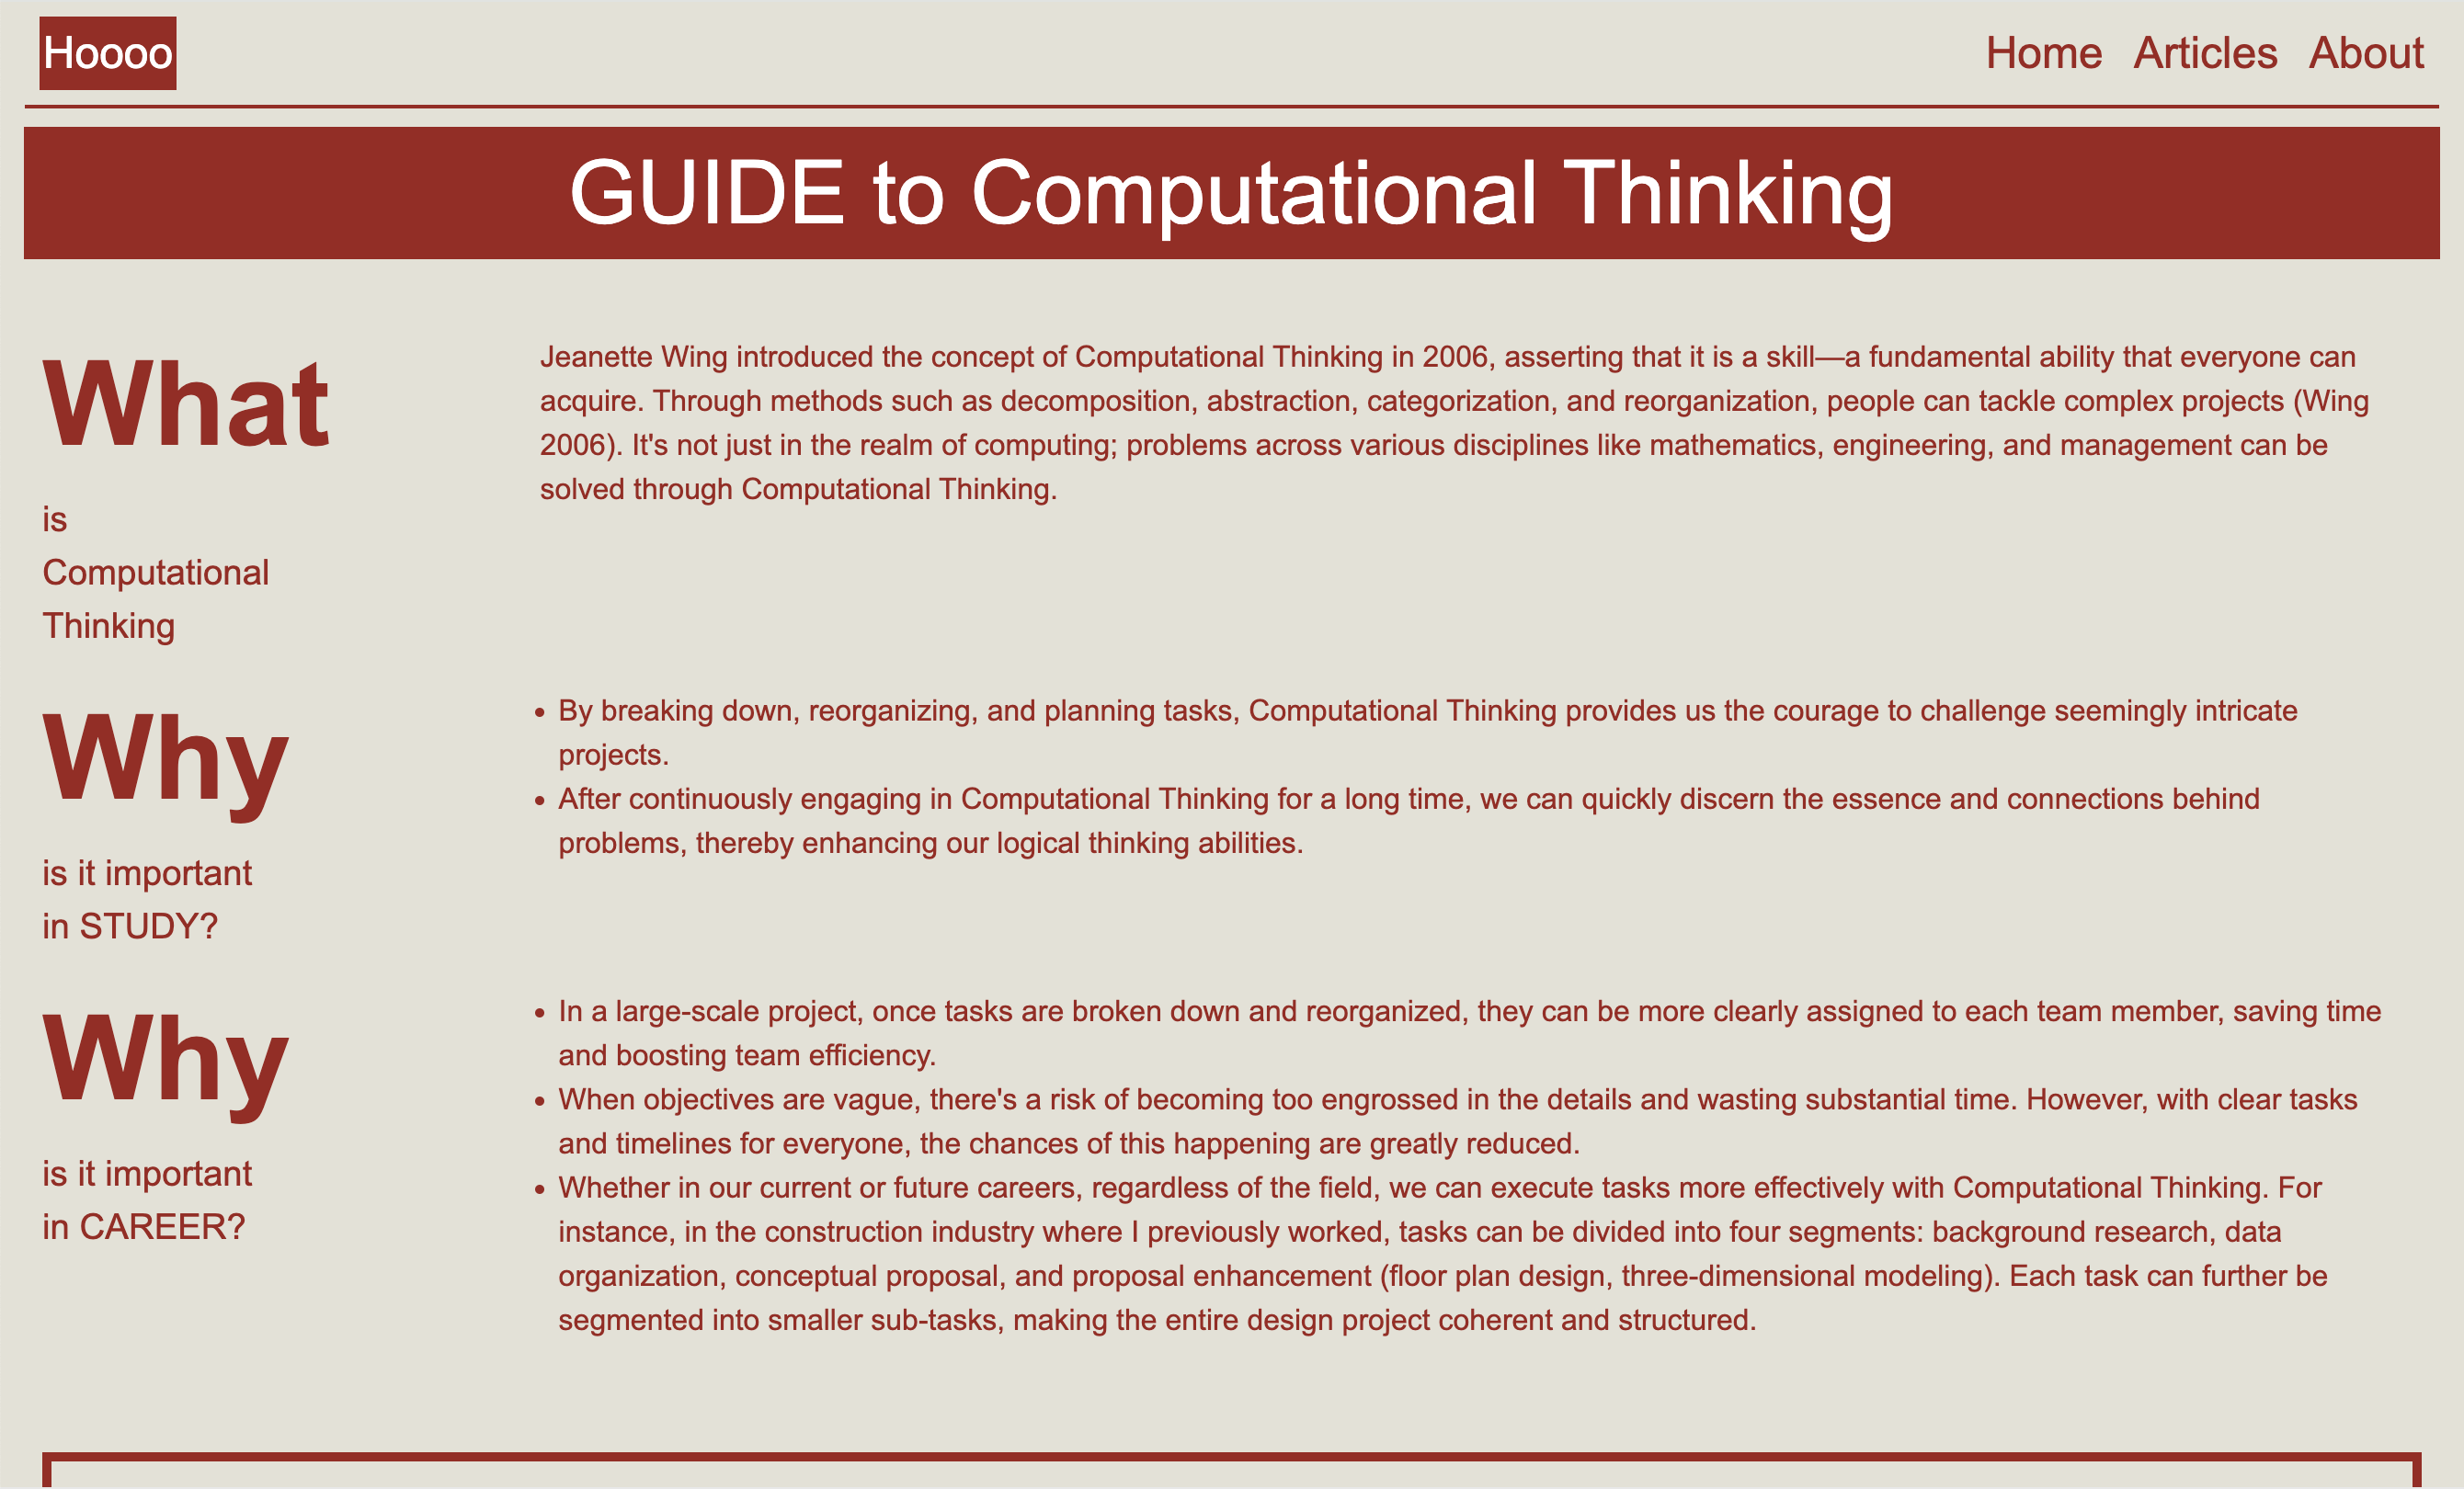 Hoooo
Home Articles About
GUIDE to Computational Thinking
What
is
Computational
Thinking
Jeanette Wing introduced the concept of Computational Thinking in 2006, asserting that it is a skill—a fundamental ability that everyone can
acquire. Through methods such as decomposition, abstraction, categorization, and reorganization, people can tackle complex projects (Wing
2006). It's not just in the realm of computing; problems across various disciplines like mathematics, engineering, and management can be
solved through Computational Thinking.
Why
is it important
in STUDY?
• By breaking down, reorganizing, and planning tasks, Computational Thinking provides us the courage to challenge seemingly intricate
projects.
• After continuously engaging in Computational Thinking for a long time, we can quickly discern the essence and connections behind
problems, thereby enhancing our logical thinking abilities.
Why
is it important
in CAREER?
• In a large-scale project, once tasks are broken down and reorganized, they can be more clearly assigned to each team member, saving time
and boosting team efficiency.
• When objectives are vague, there's a risk of becoming too engrossed in the details and wasting substantial time. However, with clear tasks
and timelines for everyone, the chances of this happening are greatly reduced.
• Whether in our current or future careers, regardless of the field, we can execute tasks more effectively with Computational Thinking. For
instance, in the construction industry where I previously worked, tasks can be divided into four segments: background research, data
organization, conceptual proposal, and proposal enhancement (floor plan design, three-dimensional modeling). Each task can further be
segmented into smaller sub-tasks, making the entire design project coherent and structured.